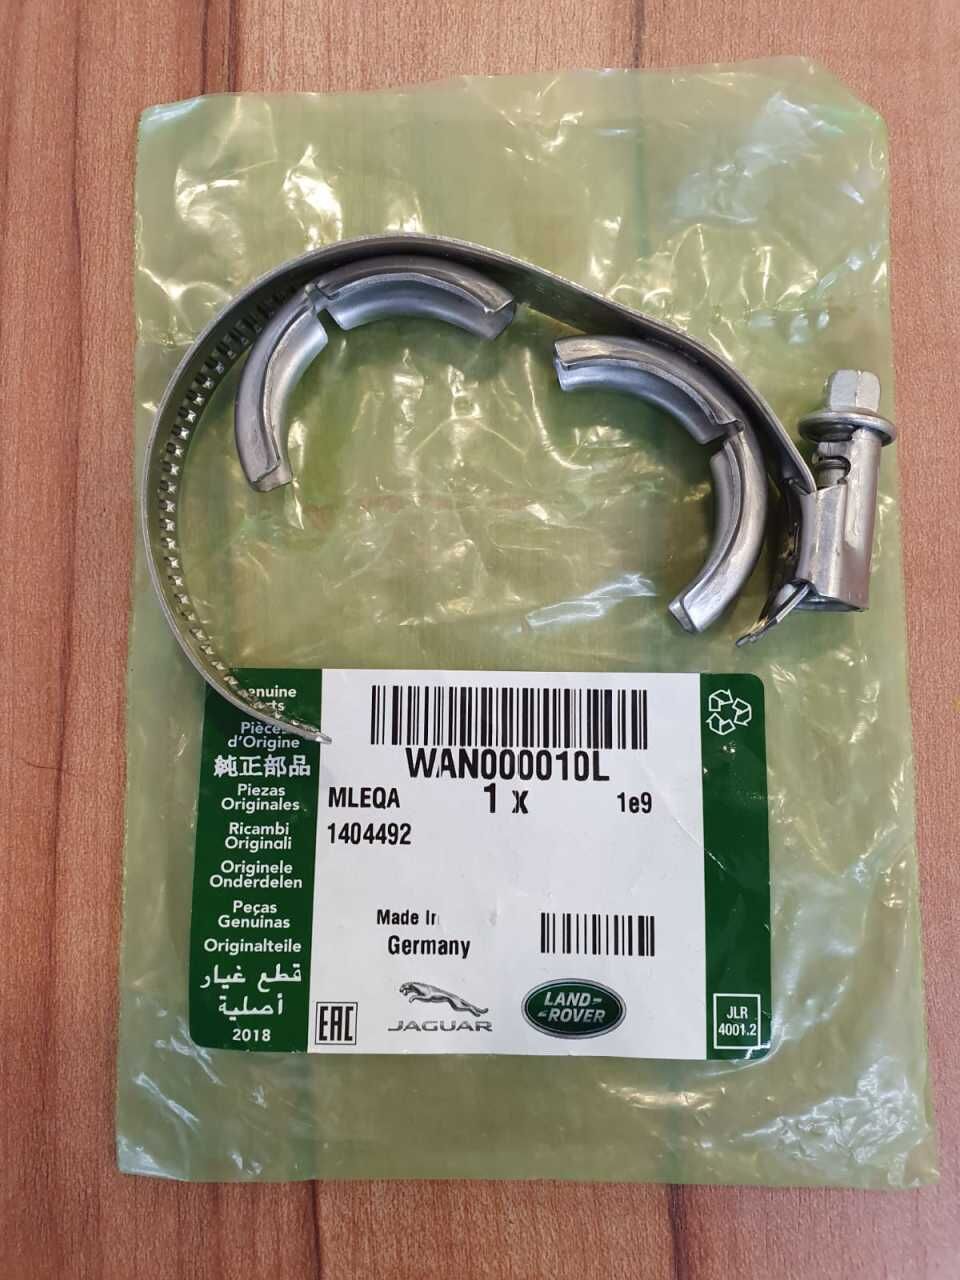 Genuine
Parts
Pièces
d'Origine
純正部品
Piezas
Originales
Ricambi
Originali
Originele
Onderdelen
Peças
Genuinas
Originalteile
قطع غيار
أصلية
2018
WAN000010L
MLEQA 1 x 1e9
1404492
Made In
Germany
EAC
JAGUAR
LAND-
ROVER
JLR
4001.2